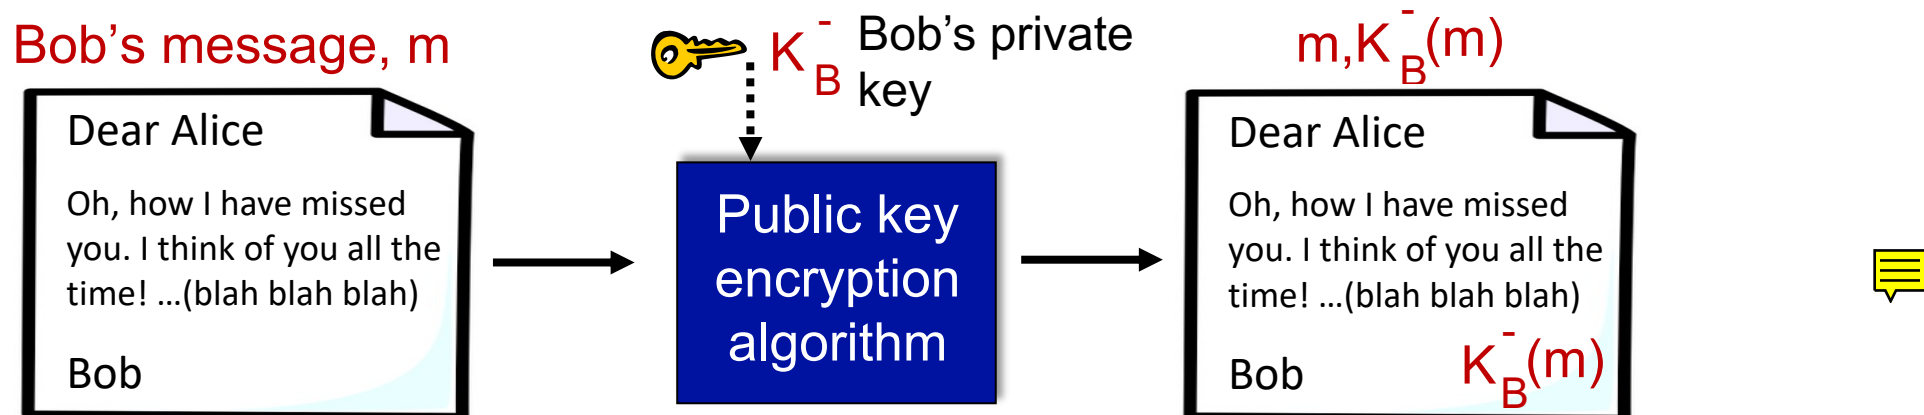 Bob’s message, m
Dear Alice
Oh, how I have missed
you. I think of you all the
time! ...(blah blah blah)
Bob
K B - Bob’s private
key
Public key
encryption
algorithm
m,K B - (m)
Dear Alice
Oh, how I have missed
you. I think of you all the
time! ...(blah blah blah)
Bob K B - (m)